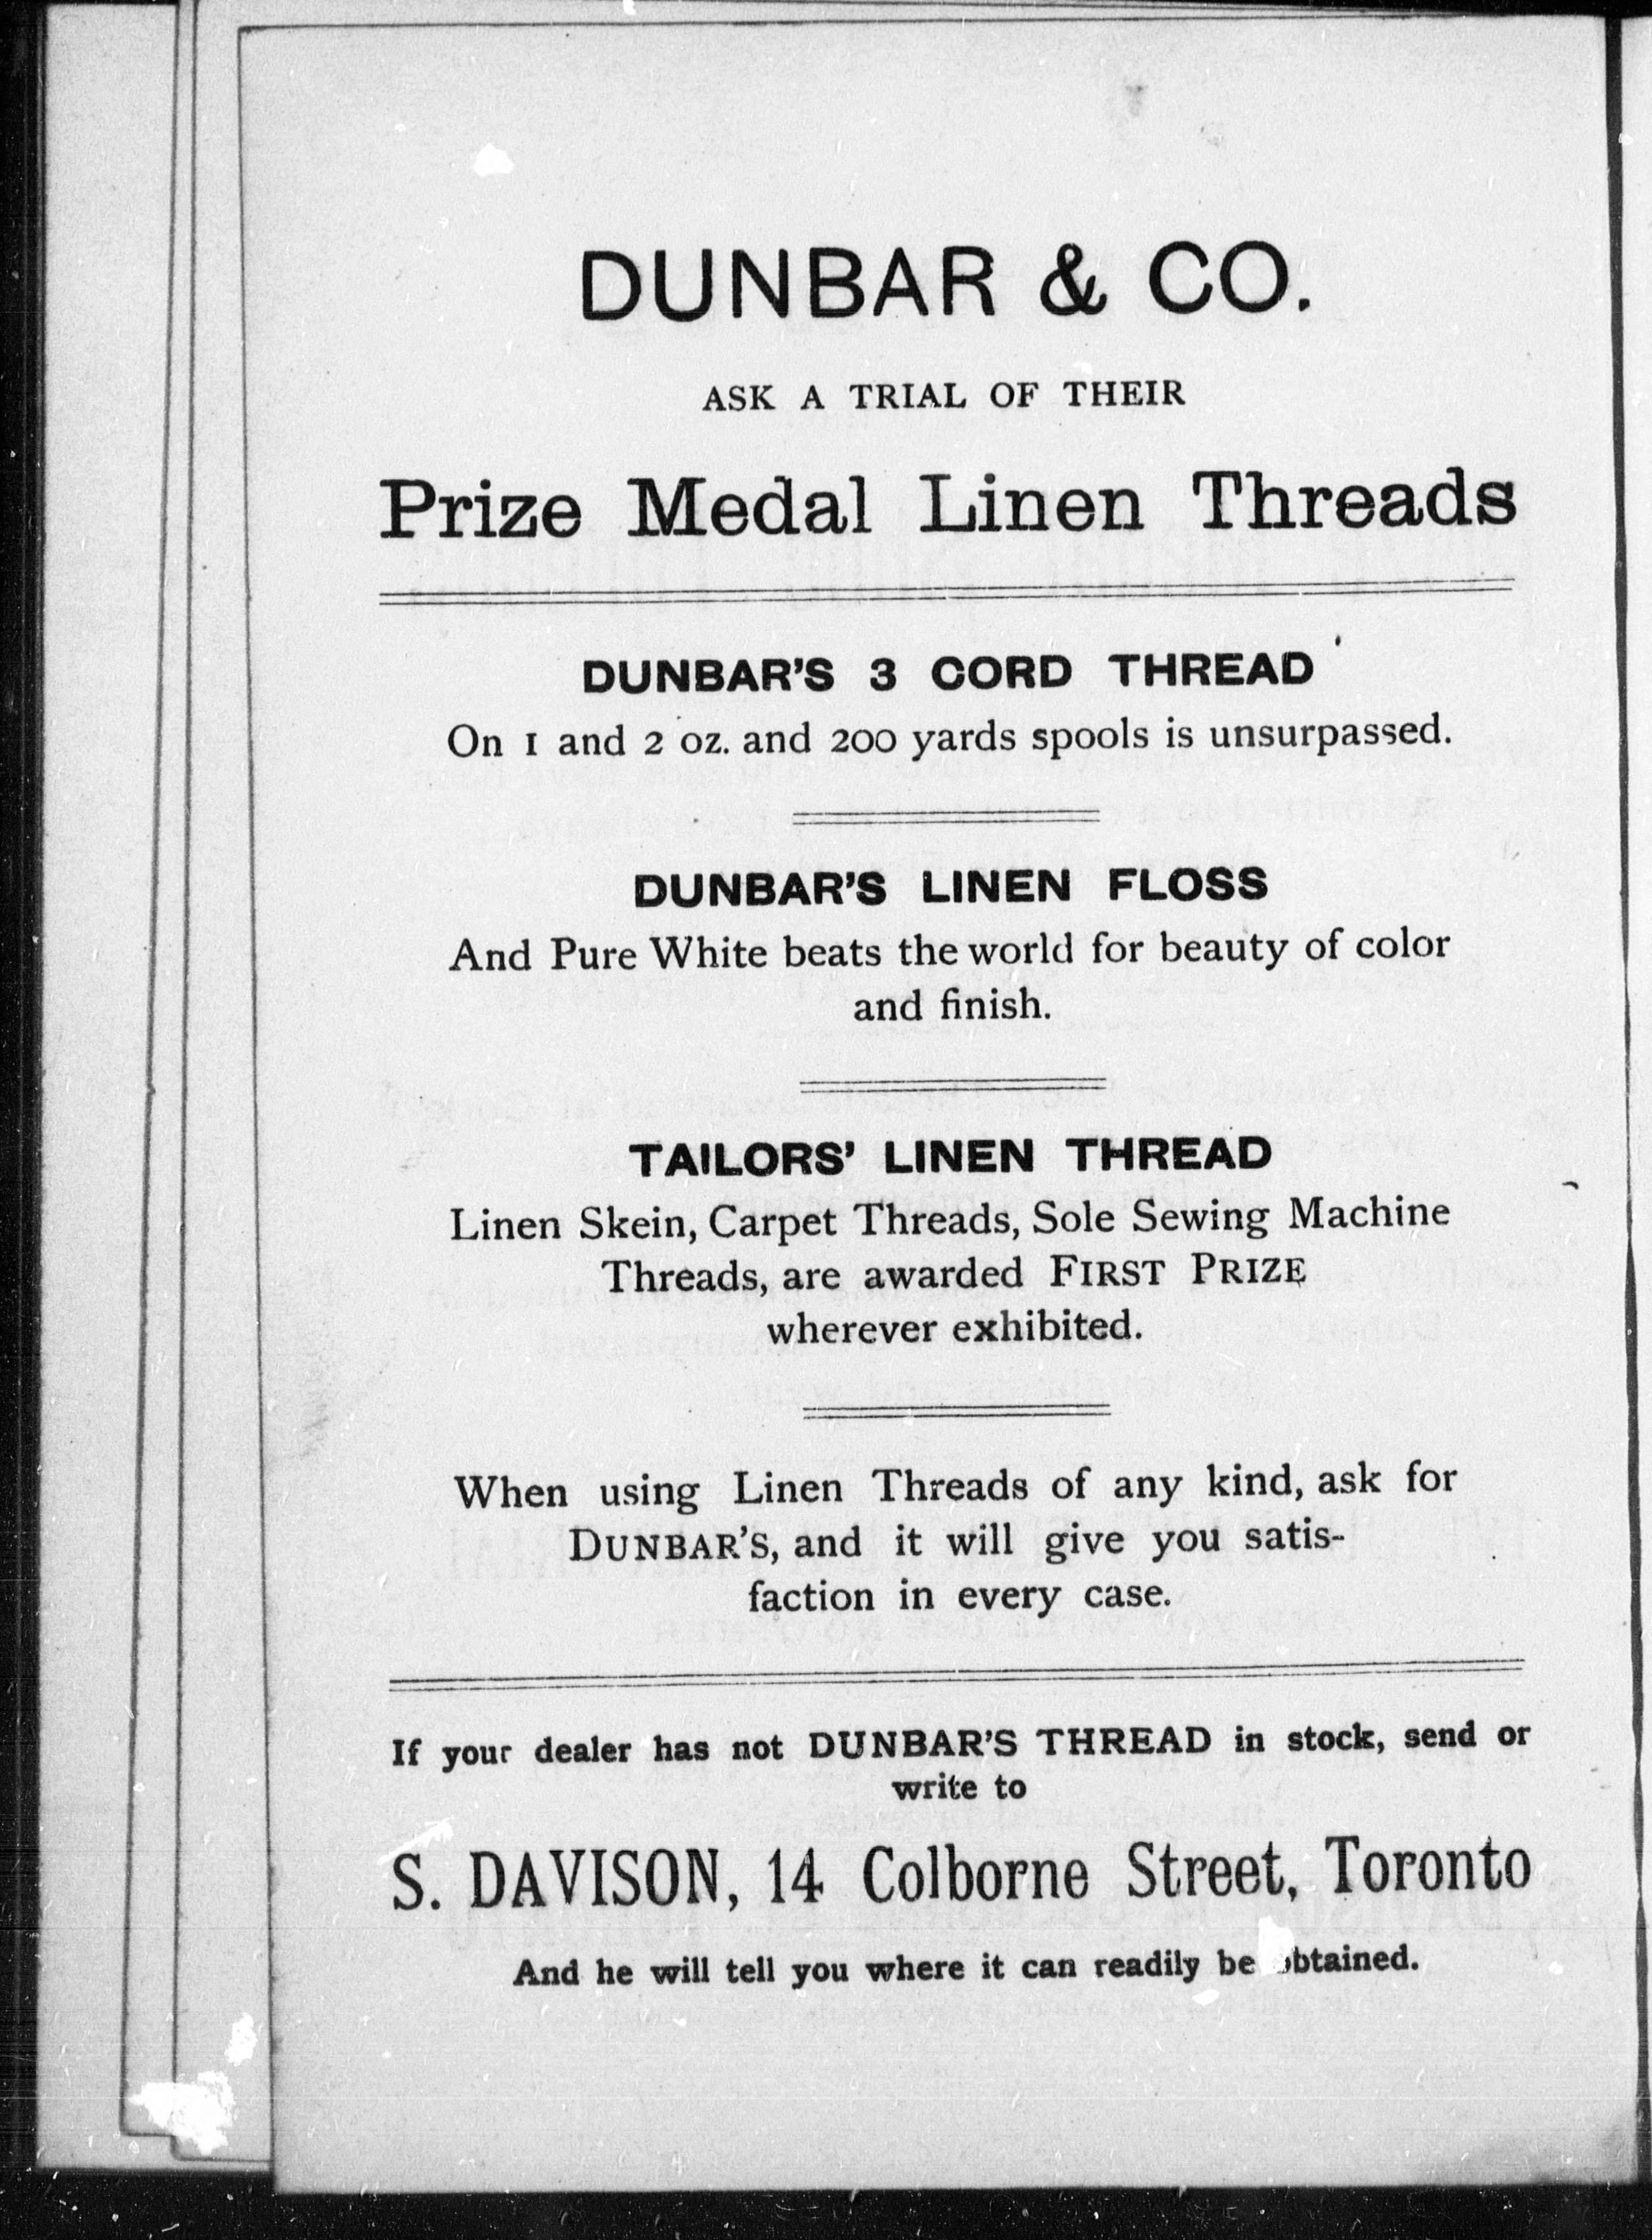 DUNBAR & CO.
ASK A TRIAL OF THEIR
Prize Medal Linen Threads
DUNBAR'S 3 CORD THREAD
On 1 and 2 oz. and 200 yards spools is unsurpassed.
DUNBAR'S LINEN FLOSS
And Pure White beats the world for beauty of color
and finish.
TAILORS' LINEN THREAD
Linen Skein, Carpet Threads, Sole Sewing Machine
Threads, are awarded FIRST PRIZE
wherever exhibited.
When using Linen Threads of any kind, ask for
DUNBAR'S, and it will give you satis-
faction in every case.
If your dealer has not DUNBAR'S THREAD in stock, send or
write to
S. DAVISON, 14 Colborne Street, Toronto
And he will tell you where it can readily be obtained.